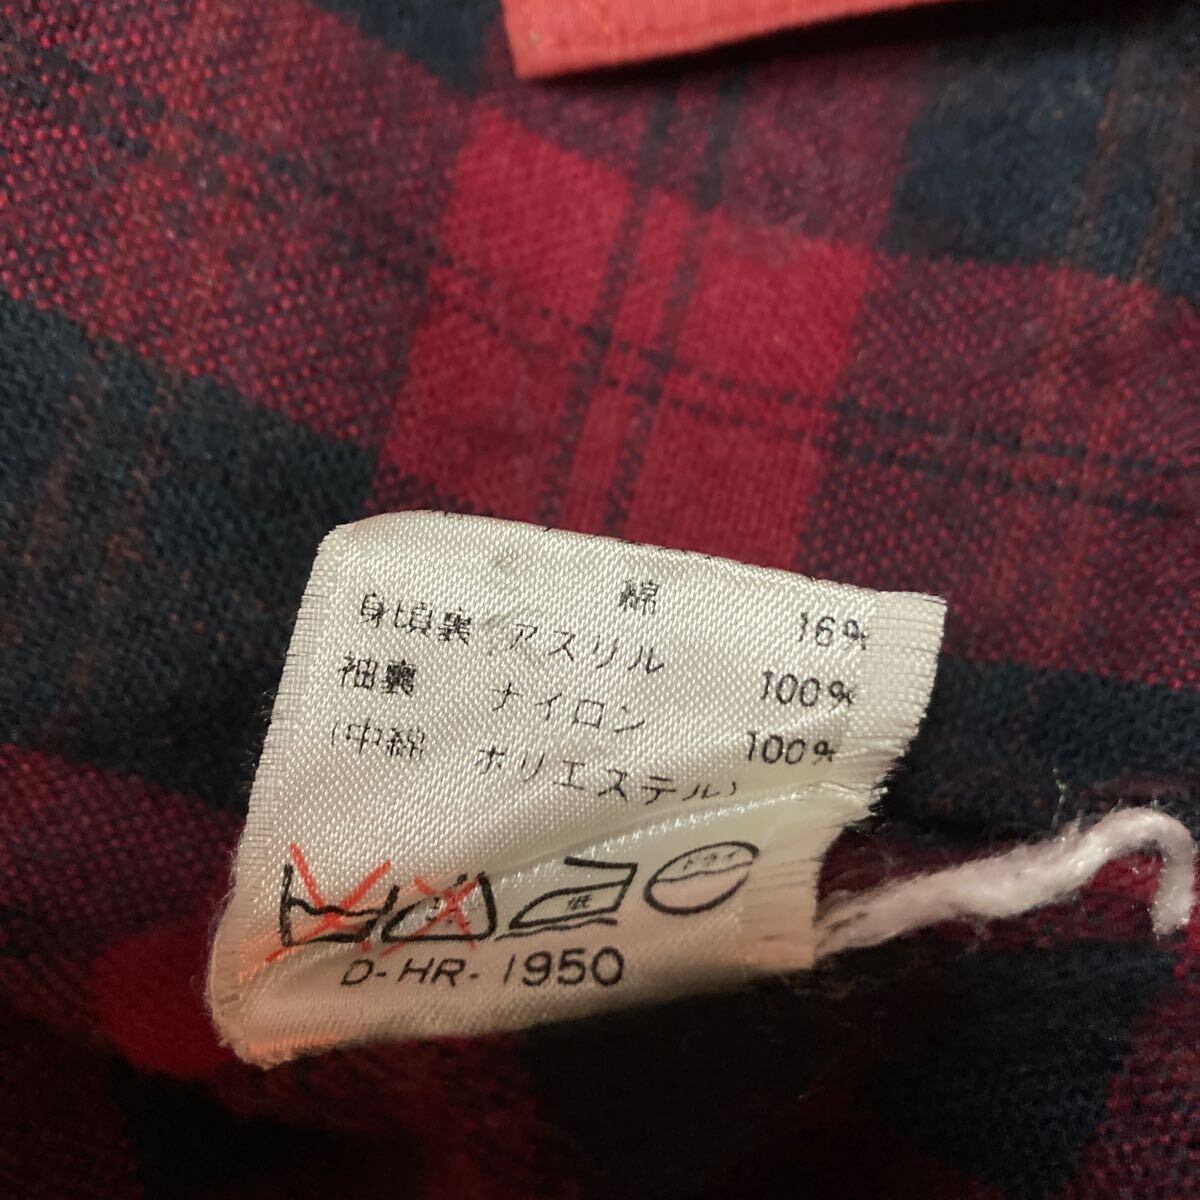 綿 16%
身頃裏 アスリル 100%
袖裏 ナイロン 100%
(中綿 ポリエステル)
ドライ
低
D-HR-1950